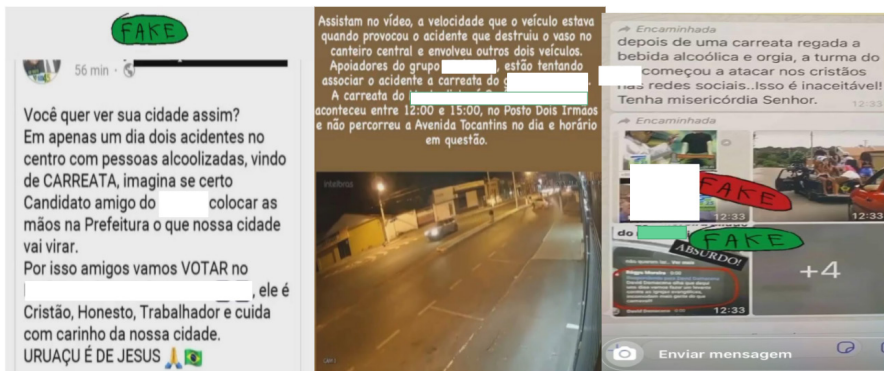 FAKE
56 min
Você quer ver sua cidade assim?
Em apenas um dia dois acidentes no
centro com pessoas alcoolizadas, vindo
de CARREATA, imagina se certo
Candidato amigo do colocar as
mãos na Prefeitura o que nossa cidade
vai virar.
Por isso amigos vamos VOTAR no
, ele é
Cristão, Honesto, Trabalhador e cuida
com carinho da nossa cidade.
URUAÇU É DE JESUS 🙏🇧🇷
Assistam no vídeo, a velocidade que o veículo estava
quando provocou o acidente que destruiu o vaso no
canteiro central e envolveu outros dois veículos.
Apoiadores do grupo , estão tentando
associar o acidente a carreata do
A carreata do
aconteceu entre 12:00 e 15:00, no Posto Dois Irmãos
e não percorreu a Avenida Tocantins no dia e horário
em questão.
intelbras
Encaminhada
depois de uma carreata regada a
bebida alcoólica e orgia, a turma do
começou a atacar nos cristãos
nas redes sociais..Isso é inaceitável!
Tenha misericórdia Senhor.
12:33
Encaminhada
FAKE
12:33
12:33
do
FAKE
ABSURDO!
12:33
+4
Enviar mensagem